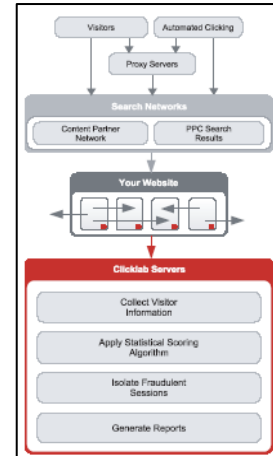 Visitors
Automated Clicking
Proxy Servers
Search Networks
Content Partner
Network
PPC Search
Results
Your Website
Clicklab Servers
Collect Visitor
Information
Apply Statistical Scoring
Algorithm
Isolate Fraudulent
Sessions
Generate Reports